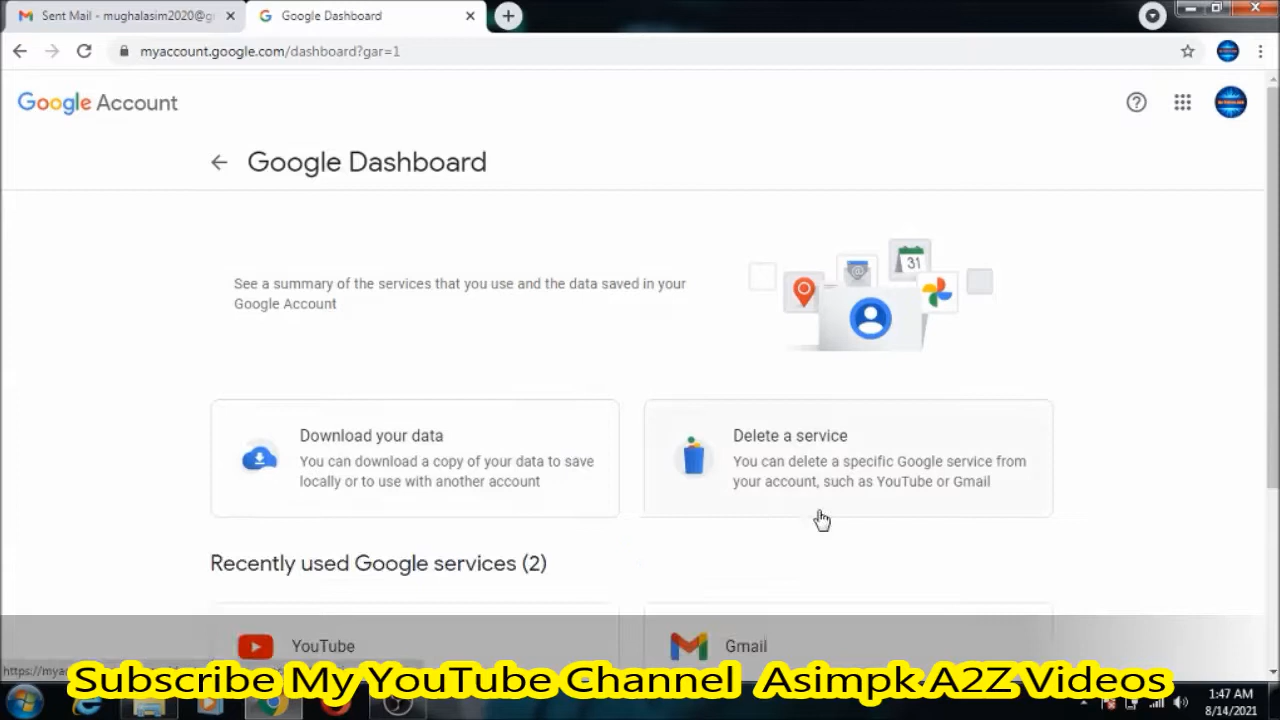 Sent Mail - mughalasim2020@g
Google Dashboard
myaccount.google.com/dashboard?gar=1
Google Account
Google Dashboard
See a summary of the services that you use and the data saved in your
Google Account
31
Download your data
You can download a copy of your data to save
locally or to use with another account
Delete a service
You can delete a specific Google service from
your account, such as YouTube or Gmail
Recently used Google services (2)
YouTube
Gmail
Subscribe My YouTube Channel Asimpk A2Z Videos
1:47 AM
8/14/2021